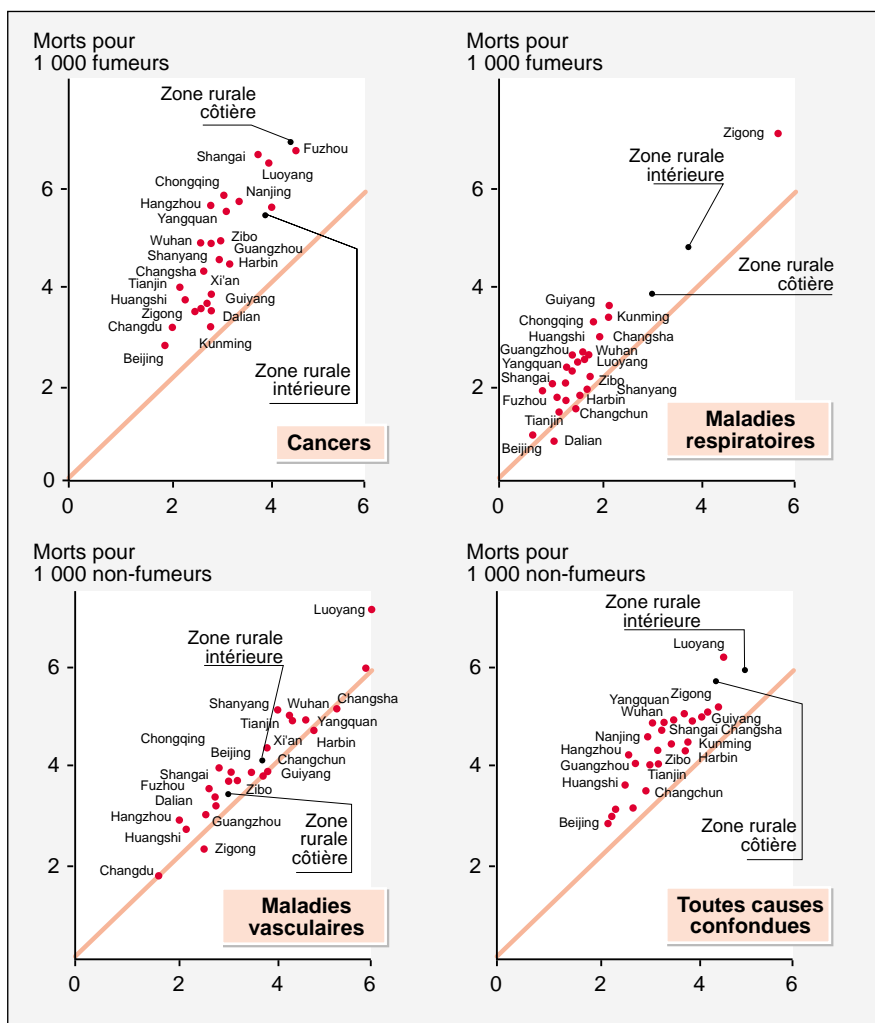 Morts pour
1 000 fumeurs
Zone rurale
côtière
Fuzhou
Shangai
Luoyang
Chongqing
Nanjing
Hangzhou
Yangquan
Wuhan
Zibo
Guangzhou
Shanyang
Harbin
Changsha
Xi'an
Tianjin
Huangshi
Guiyang
Zigong
Dalian
Changdu
Kunming
Beijing
Zone rurale
intérieure
Cancers
6
4
2
0
0 2 4 6
Morts pour
1 000 fumeurs
Zigong
Zone rurale
intérieure
Zone rurale
côtière
Guiyang
Kunming
Chongqing
Huangshi
Changsha
Guangzhou
Wuhan
Yangquan
Luoyang
Shangai
Zibo
Shanyang
Fuzhou
Harbin
Tianjin
Changchun
Beijing
Dalian
Maladies
respiratoires
6
4
2
0 2 4 6
Morts pour
1 000 non-fumeurs
Luoyang
Zone rurale
intérieure
Shanyang
Wuhan
Changsha
Tianjin
Yangquan
Chongqing
Xi'an
Harbin
Beijing
Changchun
Shangai
Guiyang
Fuzhou
Zibo
Dalian
Hangzhou
Guangzhou
Huangshi
Zone
rurale
côtière
Zigong
Changdu
Maladies
vasculaires
6
4
2
0 2 4 6
Morts pour
1 000 non-fumeurs
Zone rurale
intérieure
Luoyang
Zigong
Yangquan
Wuhan
Guiyang
Nanjing
Shangai
Changsha
Hangzhou
Kunming
Guangzhou
Zibo
Harbin
Tianjin
Huangshi
Changchun
Beijing
Zone rurale
côtière
Toutes causes
confondues
6
4
2
0 2 4 6